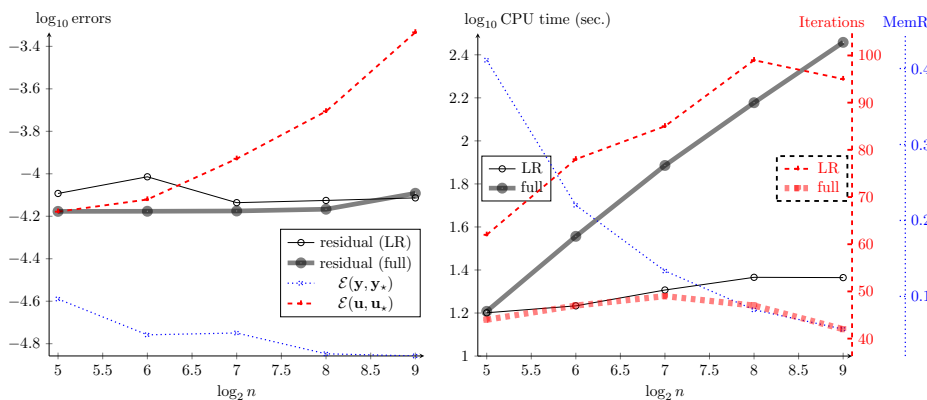 log₁₀ errors
−3.4
−3.6
−3.8
−4
−4.2
−4.4
−4.6
−4.8
5 5.5 6 6.5 7 7.5 8 8.5 9
log₂ n
residual (LR)
residual (full)
ℰ(y, y⋆)
ℰ(u, u⋆)
log₁₀ CPU time (sec.)
2.4
2.2
2
1.8
1.6
1.4
1.2
1
5 5.5 6 6.5 7 7.5 8 8.5 9
log₂ n
LR
full
LR
full
Iterations
100
90
80
70
60
50
40
MemR
0.4
0.3
0.2
0.1